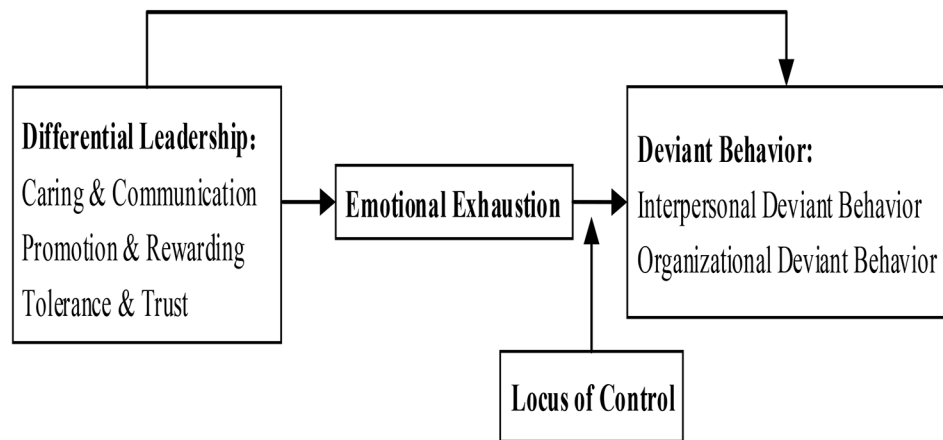 Differential Leadership:
Caring & Communication
Promotion & Rewarding
Tolerance & Trust
Emotional Exhaustion
Deviant Behavior:
Interpersonal Deviant Behavior
Organizational Deviant Behavior
Locus of Control